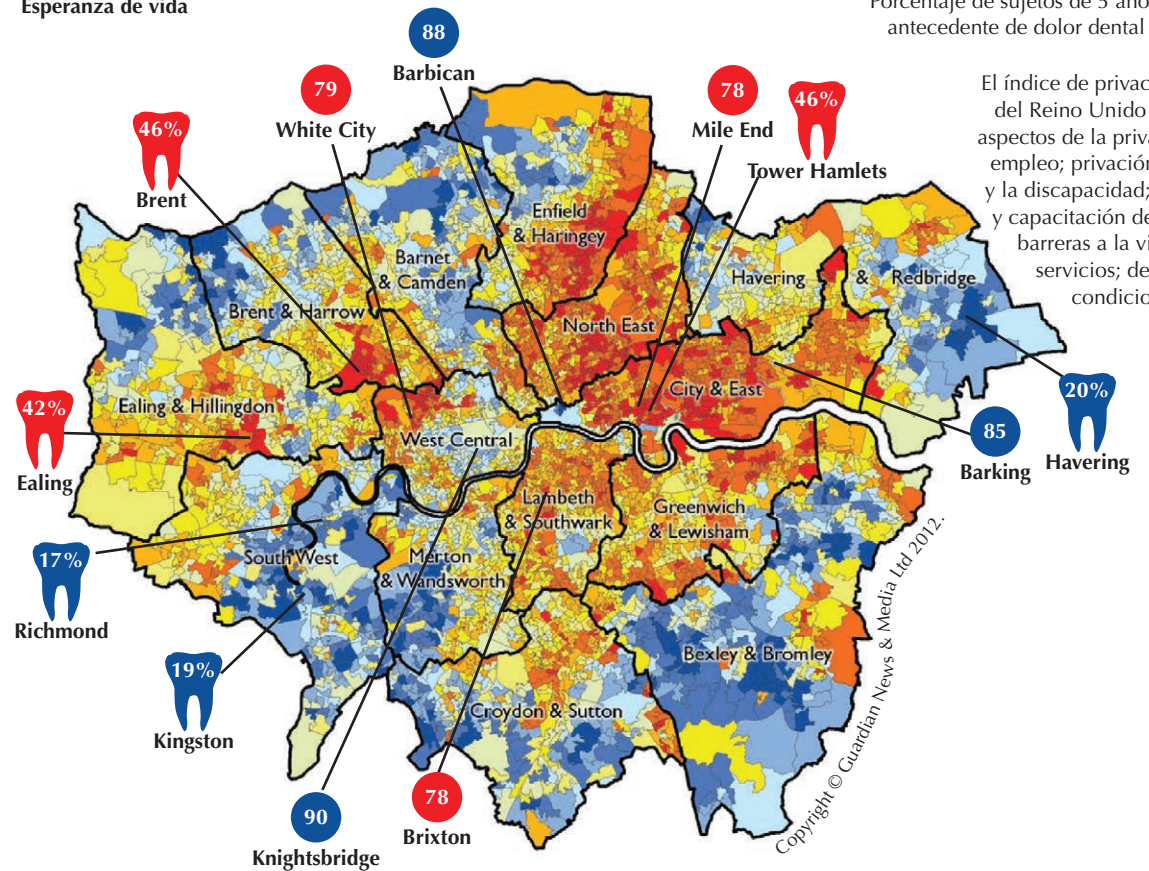 Esperanza de vida
Porcentaje de sujetos de 5 años
antecedente de dolor dental
El índice de privac
del Reino Unido
aspectos de la priva
empleo; privación
y la discapacidad;
y capacitación de
barreras a la vi
servicios; de
condicio
88
Barbican
79
White City
78
Mile End
46%
Tower Hamlets
46%
Brent
Enfield
& Haringey
Barnet
& Camden
Havering & Redbridge
Brent & Harrow
North East
City & East
Ealing & Hillingdon
West Central
42%
Ealing
20%
Havering
85
Barking
Lambeth
& Southwark
Greenwich
& Lewisham
17%
Richmond
South West
Merton
& Wandsworth
19%
Kingston
Bexley & Bromley
Croydon & Sutton
90
Knightsbridge
78
Brixton
Copyright © Guardian News & Media Ltd 2012.